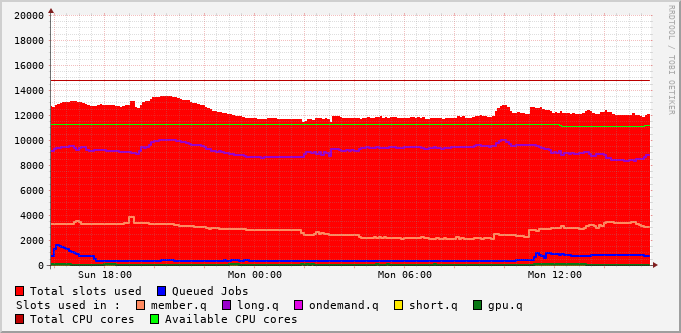 20000
18000
16000
14000
12000
10000
8000
6000
4000
2000
0
Sun 18:00 Mon 00:00 Mon 06:00 Mon 12:00
RRDTOOL / TOBI OETIKER
Total slots used Queued Jobs
Slots used in : member.q long.q ondemand.q short.q gpu.q
Total CPU cores Available CPU cores